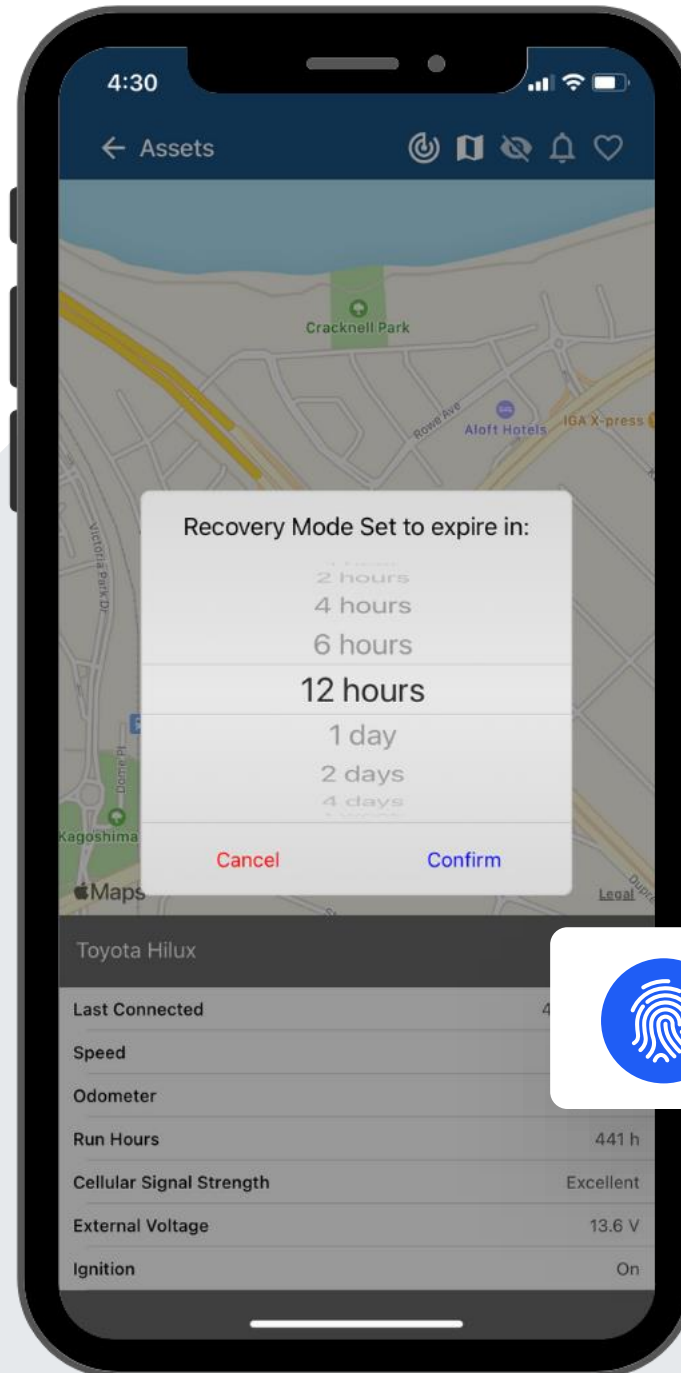 4:30
Assets
Cracknell Park
Rowe Ave
Aloft Hotels
IGA X-press
Victoria Park Dr
Recovery Mode Set to expire in:
2 hours
4 hours
6 hours
12 hours
1 day
2 days
4 days
Dome Pl
Kagoshima
Cancel
Confirm
Maps
Legal
Toyota Hilux
Last Connected
4
Speed
Odometer
Run Hours 441 h
Cellular Signal Strength Excellent
External Voltage 13.6 V
Ignition On